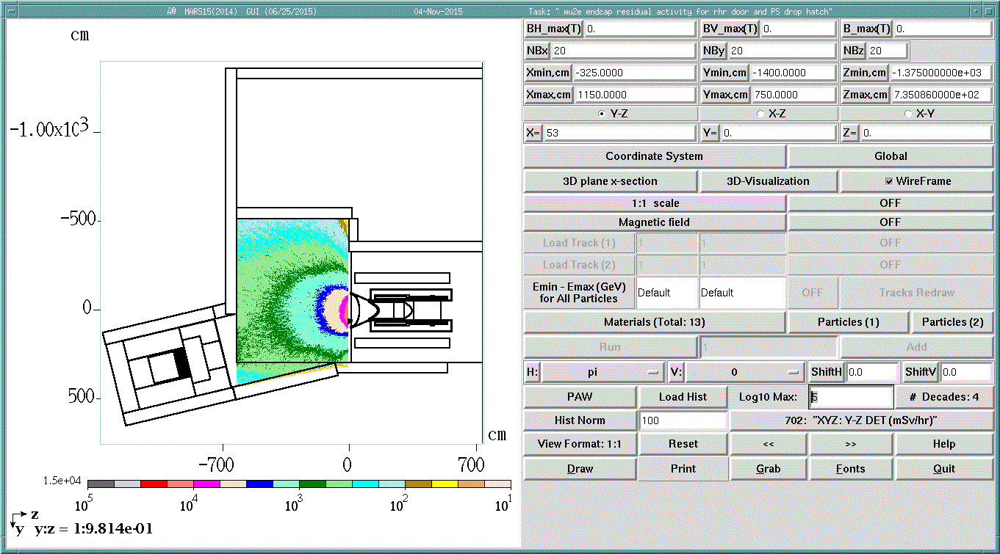 MARS15(2014) GUI (06/25/2015) 04-Nov-2015 Task: " mu2e endcap residual activity for rhr door and PS drop hatch"
cm
-1.00x10^3
-500
0
500
cm
-700 0 700
1.5e+04
10^5 10^4 10^3 10^2 10^1
z
y y:z = 1:9.814e-01
BH_max(T) 0. BV_max(T) 0. B_max(T) 0.
NBx 20 NBy 20 NBz 20
Xmin,cm -325.0000 Ymin,cm -1400.0000 Zmin,cm -1.375000000e+03
Xmax,cm 1150.0000 Ymax,cm 750.0000 Zmax,cm 7.350860000e+02
Y-Z X-Z X-Y
X= 53 Y= 0. Z= 0.
Coordinate System Global
3D plane x-section 3D-Visualization WireFrame
1:1 scale OFF
Magnetic field OFF
Load Track (1) 1 1 OFF
Load Track (2) 1 1 OFF
Emin - Emax (GeV)
for All Particles Default Default OFF Tracks Redraw
Materials (Total: 13) Particles (1) Particles (2)
Run 1 Add
H: pi V: 0 ShiftH 0.0 ShiftV 0.0
PAW Load Hist Log10 Max: 5 # Decades: 4
Hist Norm 100 702: "XYZ: Y-Z DET (mSv/hr)"
View Format: 1:1 Reset << >> Help
Draw Print Grab Fonts Quit